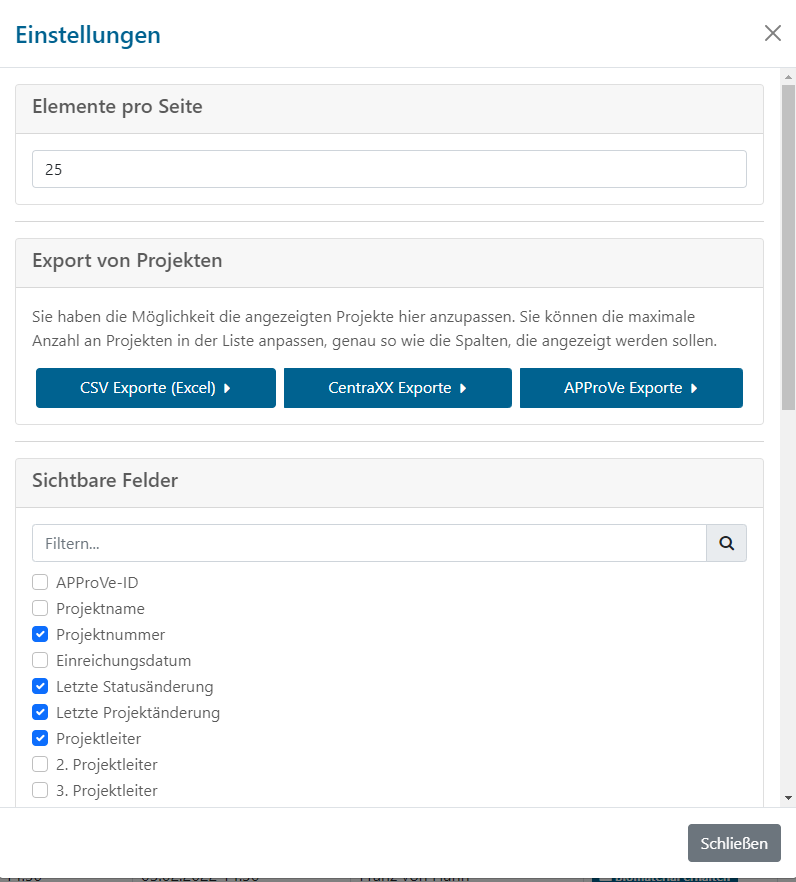 Einstellungen
Elemente pro Seite
25
Export von Projekten
Sie haben die Möglichkeit die angezeigten Projekte hier anzupassen. Sie können die maximale
Anzahl an Projekten in der Liste anpassen, genau so wie die Spalten, die angezeigt werden sollen.
CSV Exporte (Excel)
CentraXX Exporte
APProVe Exporte
Sichtbare Felder
Filtern...
APProVe-ID
Projektname
Projektnummer
Einreichungsdatum
Letzte Statusänderung
Letzte Projektänderung
Projektleiter
2. Projektleiter
3. Projektleiter
Schließen